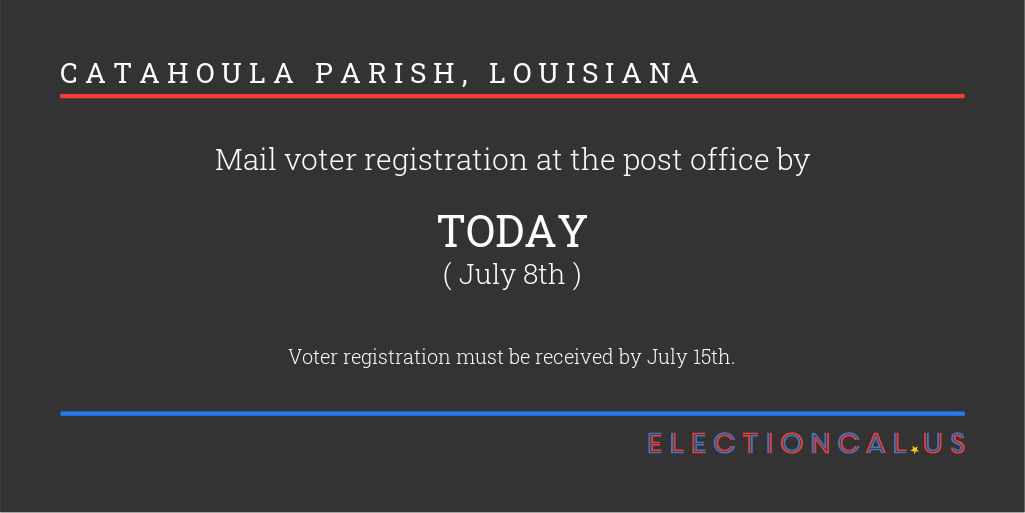 CATAHOULA PARISH, LOUISIANA
Mail voter registration at the post office by
TODAY
( July 8th )
Voter registration must be received by July 15th.
ELECTIONCAL.US